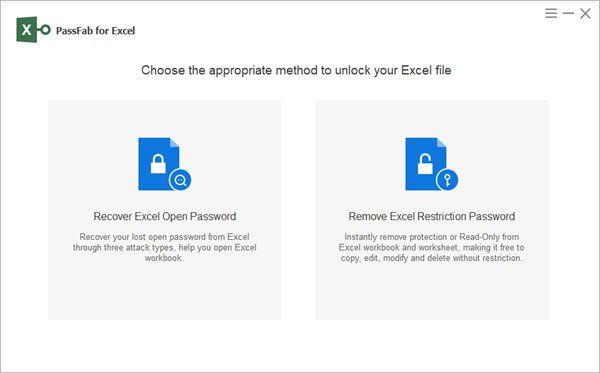 PassFab for Excel
Choose the appropriate method to unlock your Excel file
Recover Excel Open Password
Recover your lost open password from Excel
through three attack types, help you open Excel
workbook.
Remove Excel Restriction Password
Instantly remove protection or Read-Only from
Excel workbook and worksheet, making it free to
copy, edit, modify and delete without restriction.